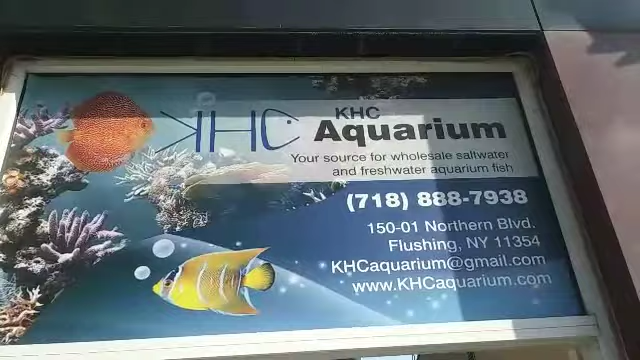 KHC
KHC
Aquarium
Your source for wholesale saltwater
and freshwater aquarium fish
(718) 888-7938
150-01 Northern Blvd.
Flushing, NY 11354
KHCaquarium@gmail.com
www.KHCaquarium.com